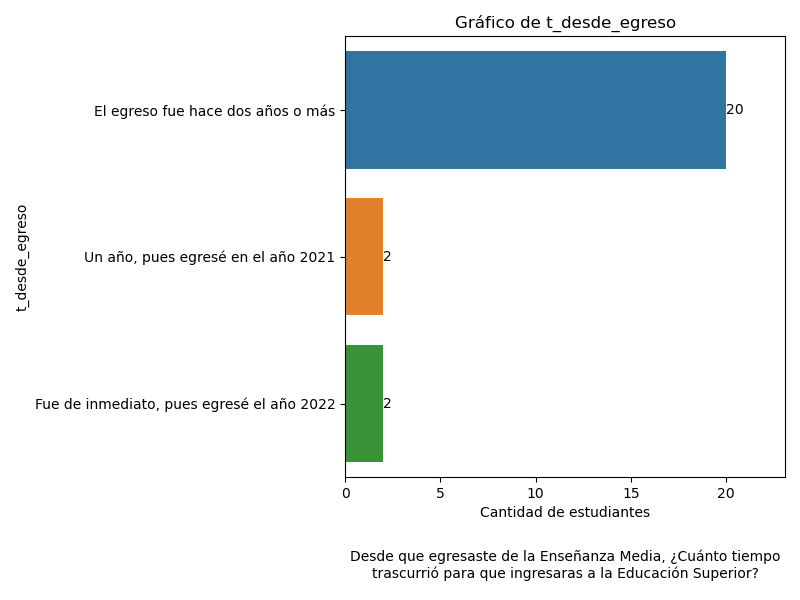 Gráfico de t_desde_egreso
El egreso fue hace dos años o más
20
Un año, pues egresé en el año 2021
2
Fue de inmediato, pues egresé el año 2022
2
t_desde_egreso
0 5 10 15 20
Cantidad de estudiantes
Desde que egresaste de la Enseñanza Media, ¿Cuánto tiempo
trascurrió para que ingresaras a la Educación Superior?